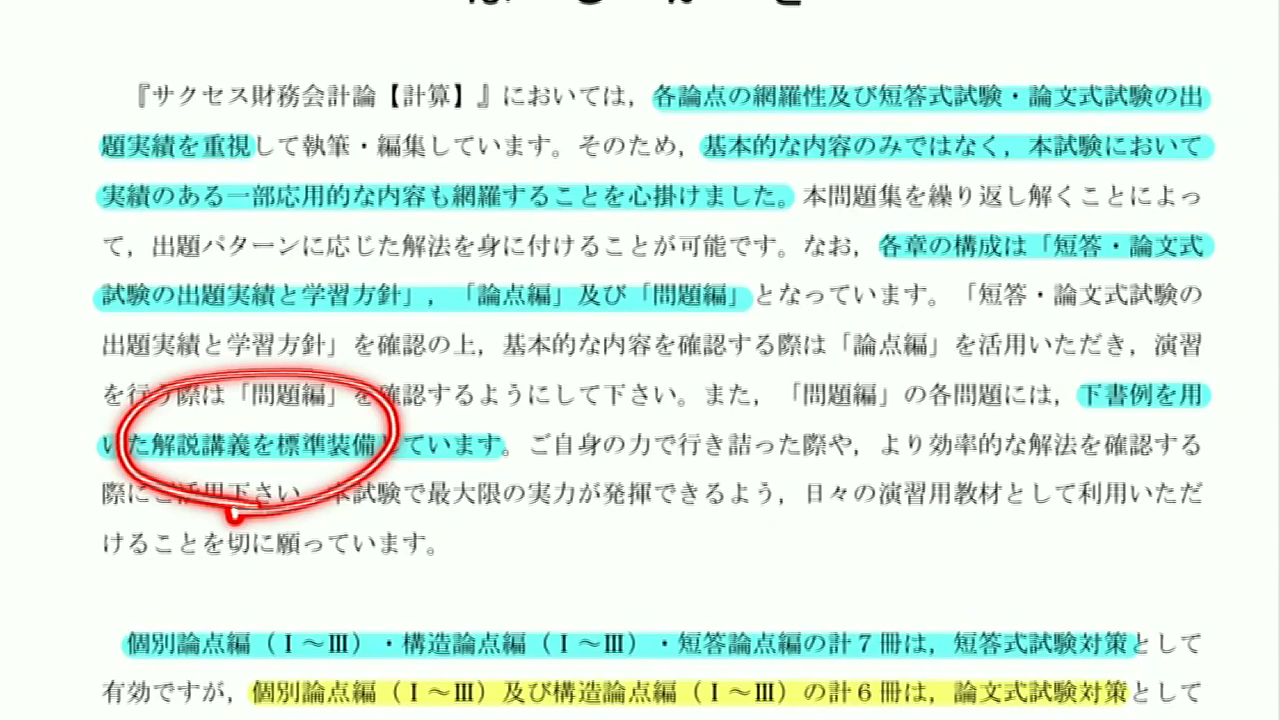 『サクセス財務会計論【計算】』においては，各論点の網羅性及び短答式試験・論文式試験の出
題実績を重視して執筆・編集しています。そのため，基本的な内容のみではなく，本試験において
実績のある一部応用的な内容も網羅することを心掛けました。本問題集を繰り返し解くことによっ
て，出題パターンに応じた解法を身に付けることが可能です。なお，各章の構成は「短答・論文式
試験の出題実績と学習方針」，「論点編」及び「問題編」となっています。「短答・論文式試験の
出題実績と学習方針」を確認の上，基本的な内容を確認する際は「論点編」を活用いただき，演習
を行う際は「問題編」を確認するようにして下さい。また，「問題編」の各問題には，下書例を用
いた解説講義を標準装備しています。ご自身の力で行き詰った際や，より効率的な解法を確認する
際にご活用下さい。本試験で最大限の実力が発揮できるよう，日々の演習用教材として利用いただ
けることを切に願っています。
個別論点編（Ⅰ～Ⅲ）・構造論点編（Ⅰ～Ⅲ）・短答論点編の計７冊は，短答式試験対策として
有効ですが，個別論点編（Ⅰ～Ⅲ）及び構造論点編（Ⅰ～Ⅲ）の計６冊は，論文式試験対策として